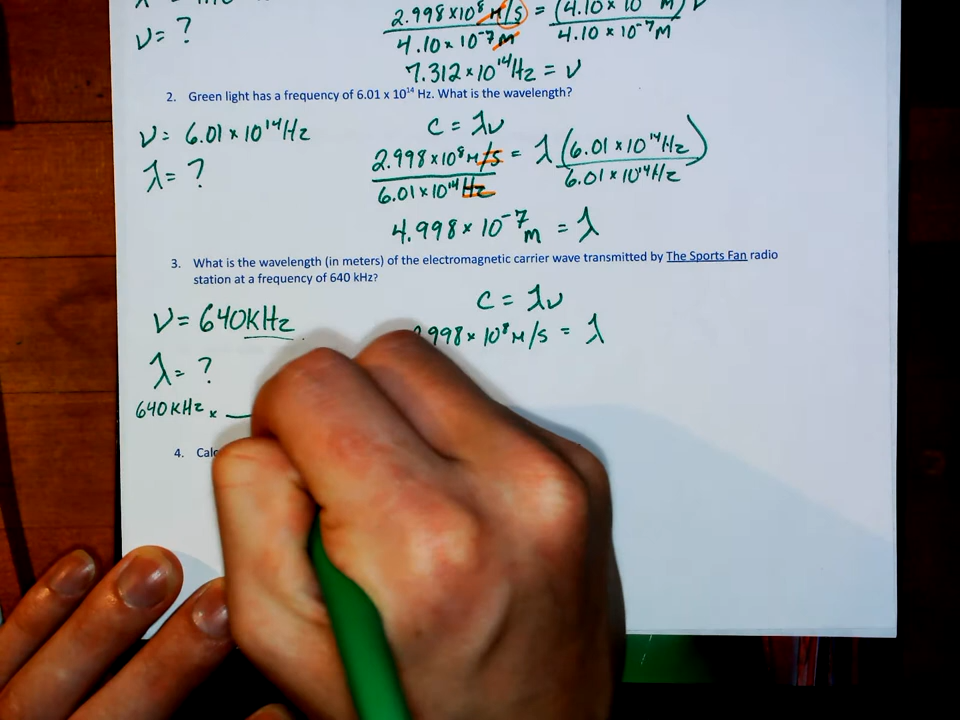 ν = ?
2.998 x 10⁸ M/S = (4.10 x 10 M) ν
4.10 x 10⁻⁷ M 4.10 x 10⁻⁷ M
7.312 x 10¹⁴ Hz = ν
2. Green light has a frequency of 6.01 x 10¹⁴ Hz. What is the wavelength?
ν = 6.01 x 10¹⁴ Hz
λ = ?
C = λν
2.998 x 10⁸ M/S = λ (6.01 x 10¹⁴ Hz)
6.01 x 10¹⁴ Hz 6.01 x 10¹⁴ Hz
4.998 x 10⁻⁷ m = λ
3. What is the wavelength (in meters) of the electromagnetic carrier wave transmitted by The Sports Fan radio
station at a frequency of 640 kHz?
ν = 640 KHz
λ = ?
640 KHz x
C = λν
.998 x 10⁸ M/S = λ
4.